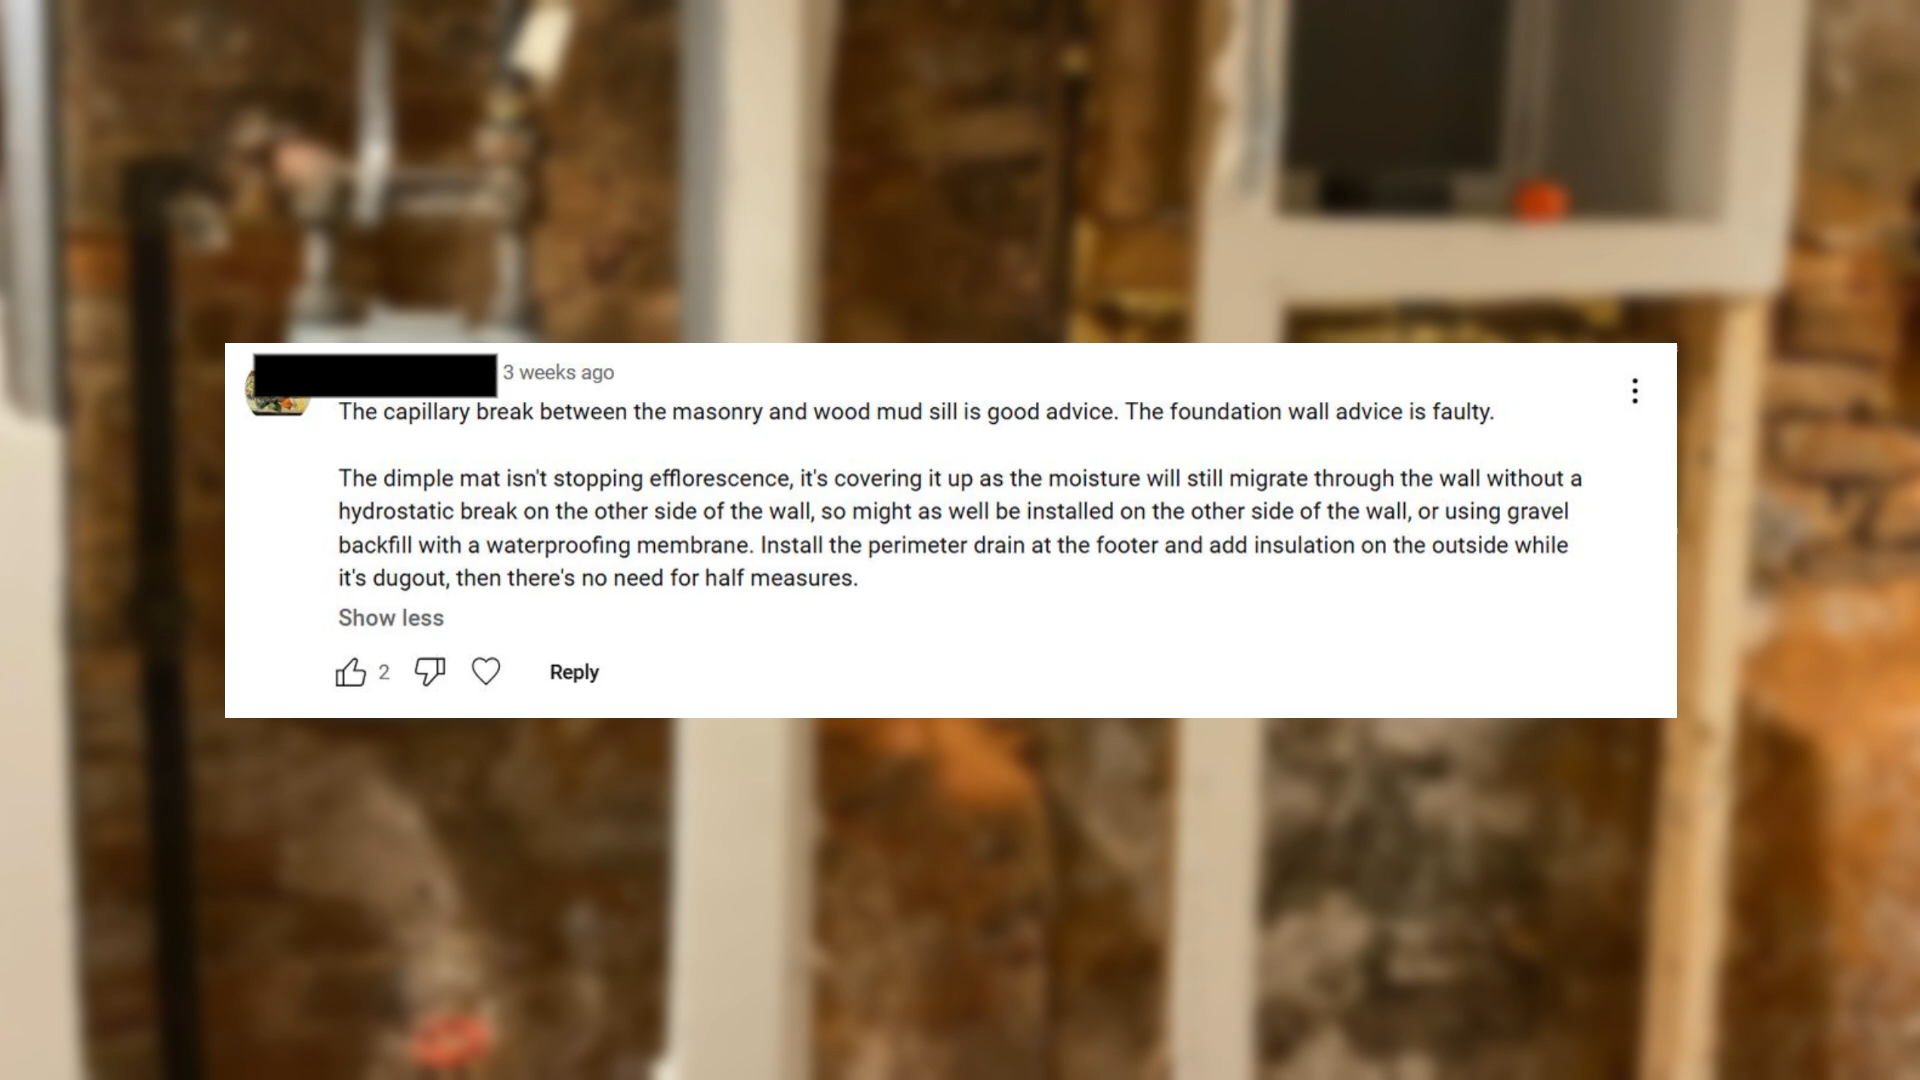 3 weeks ago
The capillary break between the masonry and wood mud sill is good advice. The foundation wall advice is faulty.
The dimple mat isn't stopping efflorescence, it's covering it up as the moisture will still migrate through the wall without a
hydrostatic break on the other side of the wall, so might as well be installed on the other side of the wall, or using gravel
backfill with a waterproofing membrane. Install the perimeter drain at the footer and add insulation on the outside while
it's dugout, then there's no need for half measures.
Show less
2
Reply